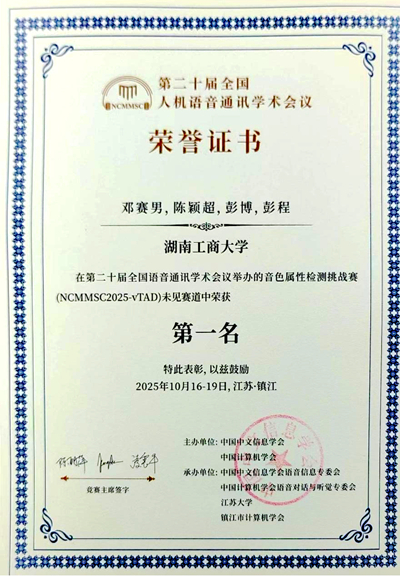 NCMMSC
第二十届全国
人机语音通讯学术会议
荣誉证书
邓赛男, 陈颖超, 彭博, 彭程
湖南工商大学
在第二十届全国语音通讯学术会议举办的音色属性检测挑战赛
(NCMMSC2025-vTAD)未见赛道中荣获
第一名
特此表彰, 以兹鼓励
2025年10月16-19日, 江苏·镇江
主办单位: 中国中文信息学会
中国计算机学会
承办单位: 中国中文信息学会语音信息专委会
中国计算机学会语音对话与听觉专委会
江苏大学
镇江市计算机学会
竞赛主席签字